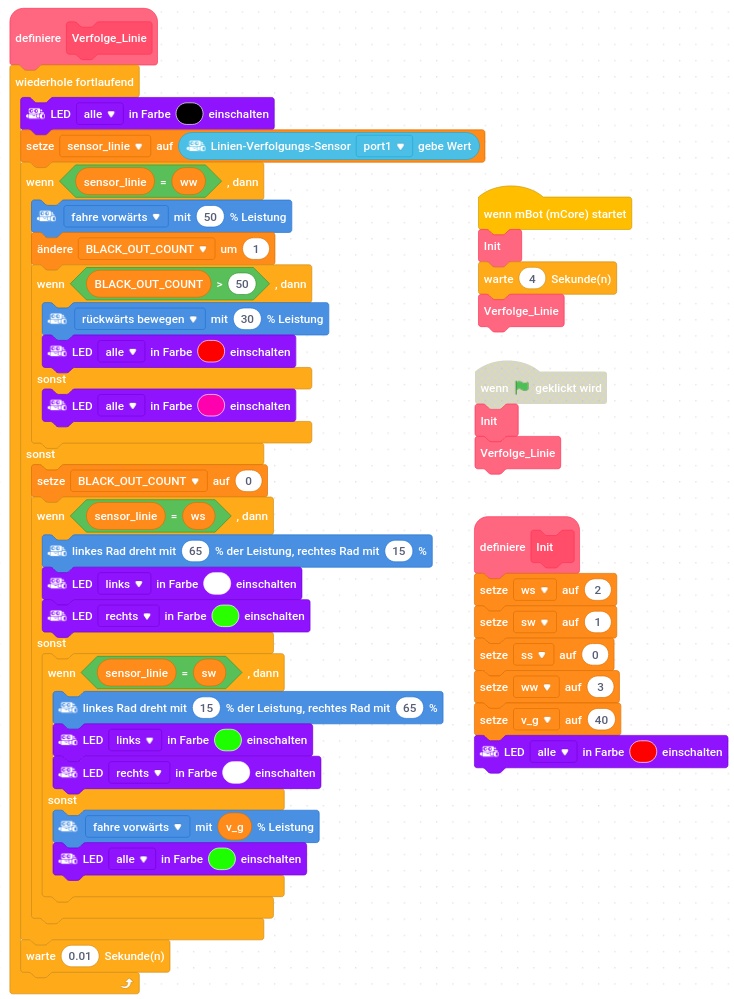 definiere Verfolge_Linie
wiederhole fortlaufend
LED alle in Farbe einschalten
setze sensor_linie auf Linien-Verfolgungs-Sensor port1 gebe Wert
wenn sensor_linie = ww , dann
fahre vorwärts mit 50 % Leistung
ändere BLACK_OUT_COUNT um 1
wenn BLACK_OUT_COUNT > 50 , dann
rückwärts bewegen mit 30 % Leistung
LED alle in Farbe einschalten
sonst
LED alle in Farbe einschalten
sonst
setze BLACK_OUT_COUNT auf 0
wenn sensor_linie = ws , dann
linkes Rad dreht mit 65 % der Leistung, rechtes Rad mit 15 %
LED links in Farbe einschalten
LED rechts in Farbe einschalten
sonst
wenn sensor_linie = sw , dann
linkes Rad dreht mit 15 % der Leistung, rechtes Rad mit 65 %
LED links in Farbe einschalten
LED rechts in Farbe einschalten
sonst
fahre vorwärts mit v_g % Leistung
LED alle in Farbe einschalten
warte 0.01 Sekunde(n)
wenn mBot (mCore) startet
Init
warte 4 Sekunde(n)
Verfolge_Linie
wenn geklickt wird
Init
Verfolge_Linie
definiere Init
setze ws auf 2
setze sw auf 1
setze ss auf 0
setze ww auf 3
setze v_g auf 40
LED alle in Farbe einschalten